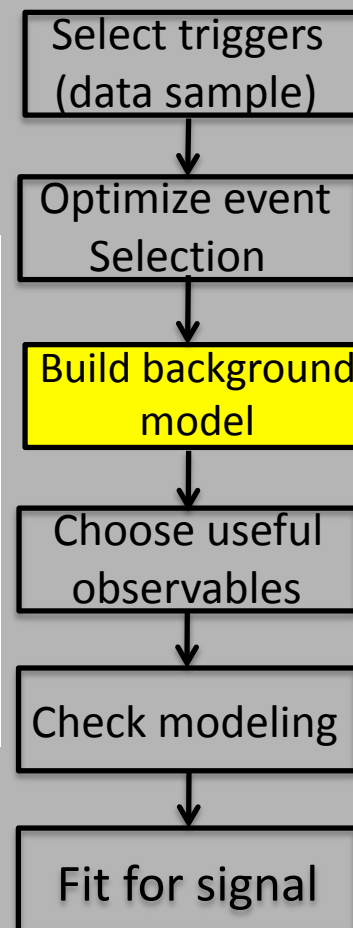 Select triggers
(data sample)
Optimize event
Selection
Build background
model
Choose useful
observables
Check modeling
Fit for signal